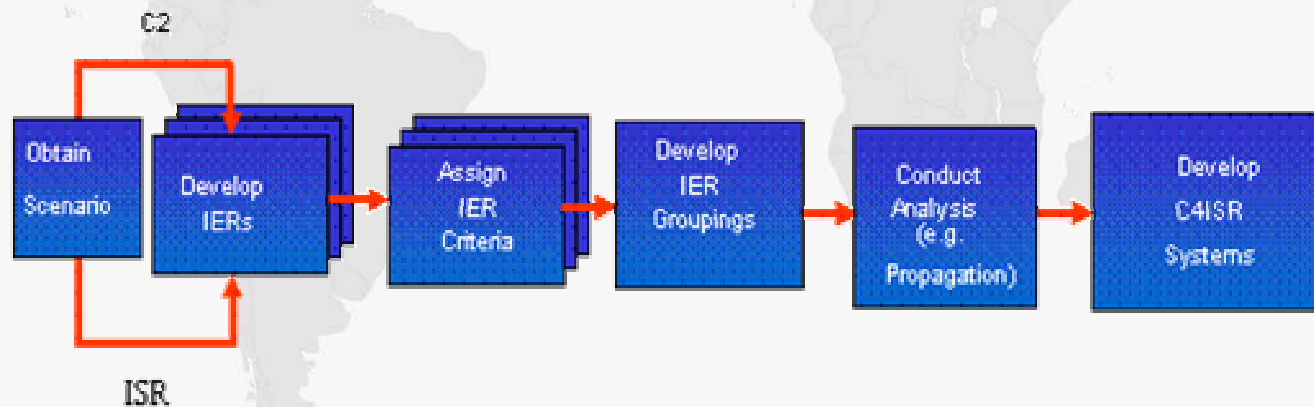 C2
Obtain
Scenario
Develop
IERs
Assign
IER
Criteria
Develop
IER
Groupings
Conduct
Analysis
(e.g.
Propagation)
Develop
C4ISR
Systems
ISR